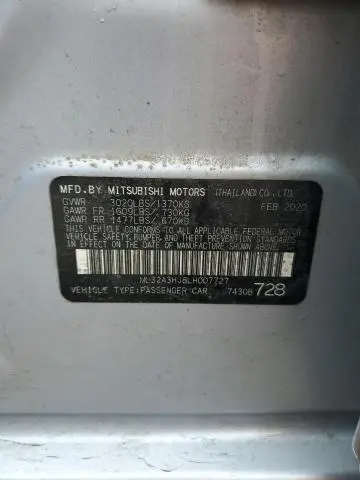 MFD.BY MITSUBISHI MOTORS (THAILAND) CO.,LTD.
GVWR 3020LBS/1370KG FEB 2020
GAWR FR 1609LBS/730KG
GAWR RR 1477LBS/670KG
THIS VEHICLE CONFORMS TO ALL APPLICABLE FEDERAL MOTOR
VEHICLE SAFETY, BUMPER, AND THEFT PREVENTION STANDARDS
IN EFFECT ON THE DATE OF MANUFACTURE SHOWN ABOVE.
ML32A3HJ8LH007727
VEHICLE TYPE:PASSENGER CAR 74308 728